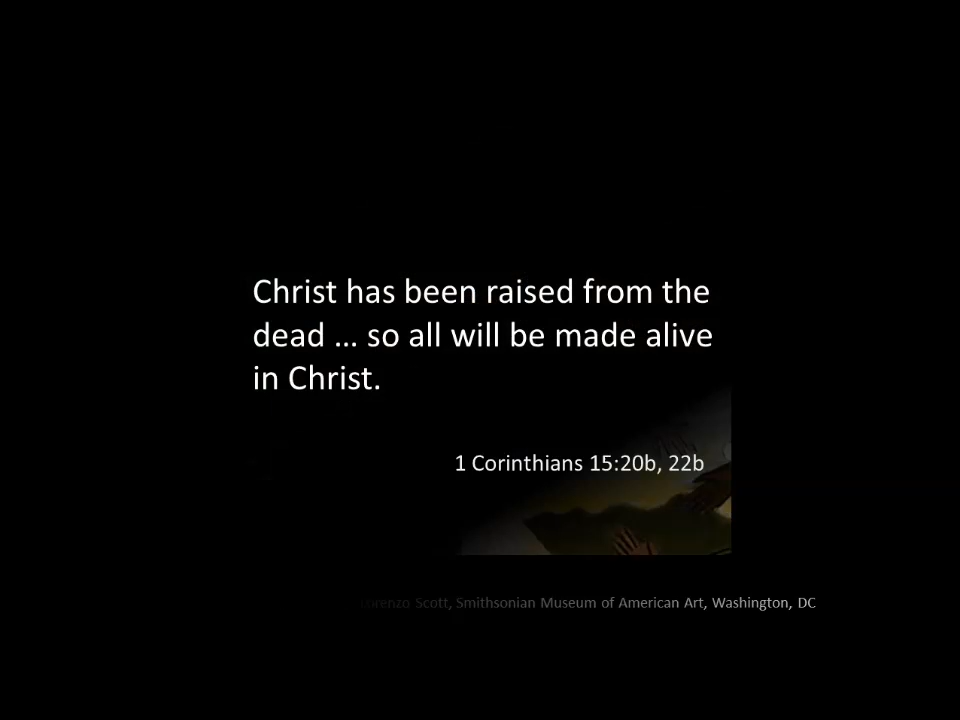 Christ has been raised from the
dead … so all will be made alive
in Christ.
1 Corinthians 15:20b, 22b
Lorenzo Scott, Smithsonian Museum of American Art, Washington, DC